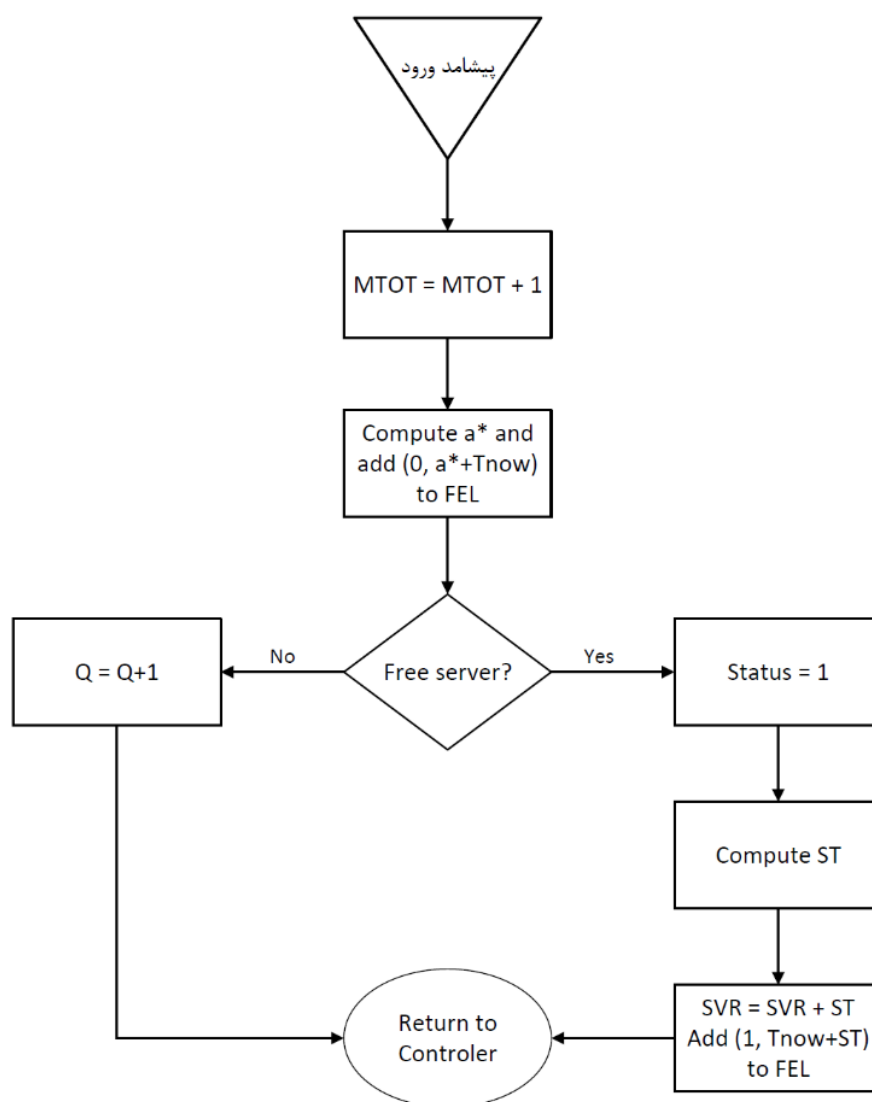 پیشامد ورود
MTOT = MTOT + 1
Compute a* and
add (0, a*+Tnow)
to FEL
Free server?
No
Q = Q+1
Yes
Status = 1
Compute ST
SVR = SVR + ST
Add (1, Tnow+ST)
to FEL
Return to
Controler